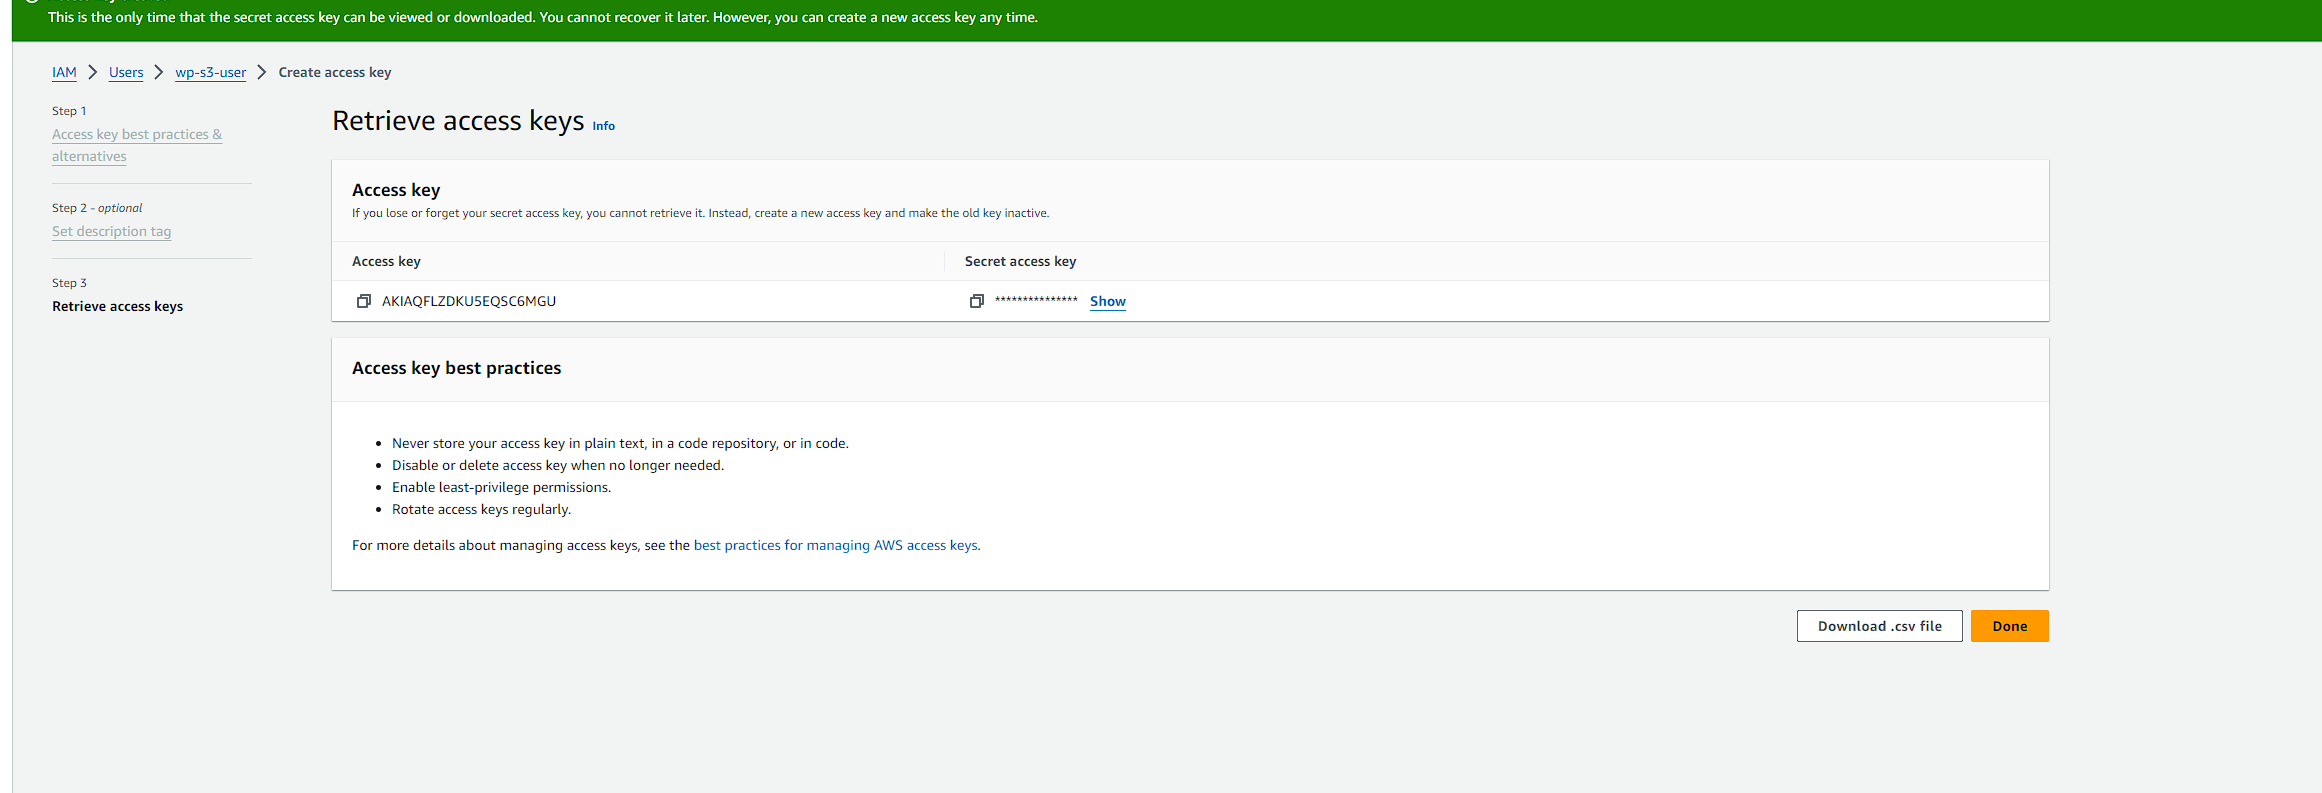 This is the only time that the secret access key can be viewed or downloaded. You cannot recover it later. However, you can create a new access key any time.
IAM > Users > wp-s3-user > Create access key
Step 1
Access key best practices &
alternatives
Step 2 - optional
Set description tag
Step 3
Retrieve access keys
Retrieve access keys Info
Access key
If you lose or forget your secret access key, you cannot retrieve it. Instead, create a new access key and make the old key inactive.
Access key
Secret access key
AKIAQFLZDKU5EQSC6MGU
*************** Show
Access key best practices
• Never store your access key in plain text, in a code repository, or in code.
• Disable or delete access key when no longer needed.
• Enable least-privilege permissions.
• Rotate access keys regularly.
For more details about managing access keys, see the best practices for managing AWS access keys.
Download .csv file
Done